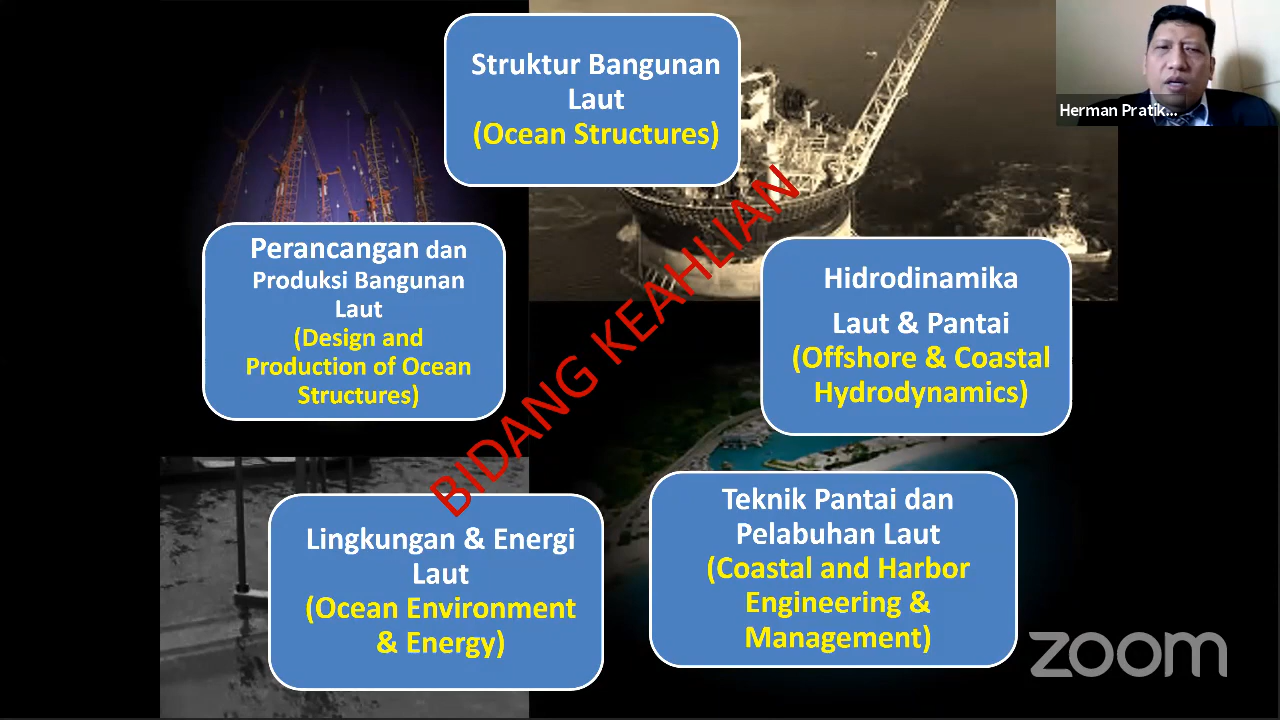 Struktur Bangunan
Laut
(Ocean Structures)
Herman Pratik...
Perancangan dan
Produksi Bangunan
Laut
(Design and
Production of Ocean
Structures)
BIDANG KEAHLIAN
Hidrodinamika
Laut & Pantai
(Offshore & Coastal
Hydrodynamics)
Lingkungan & Energi
Laut
(Ocean Environment
& Energy)
Teknik Pantai dan
Pelabuhan Laut
(Coastal and Harbor
Engineering &
Management)
zoom